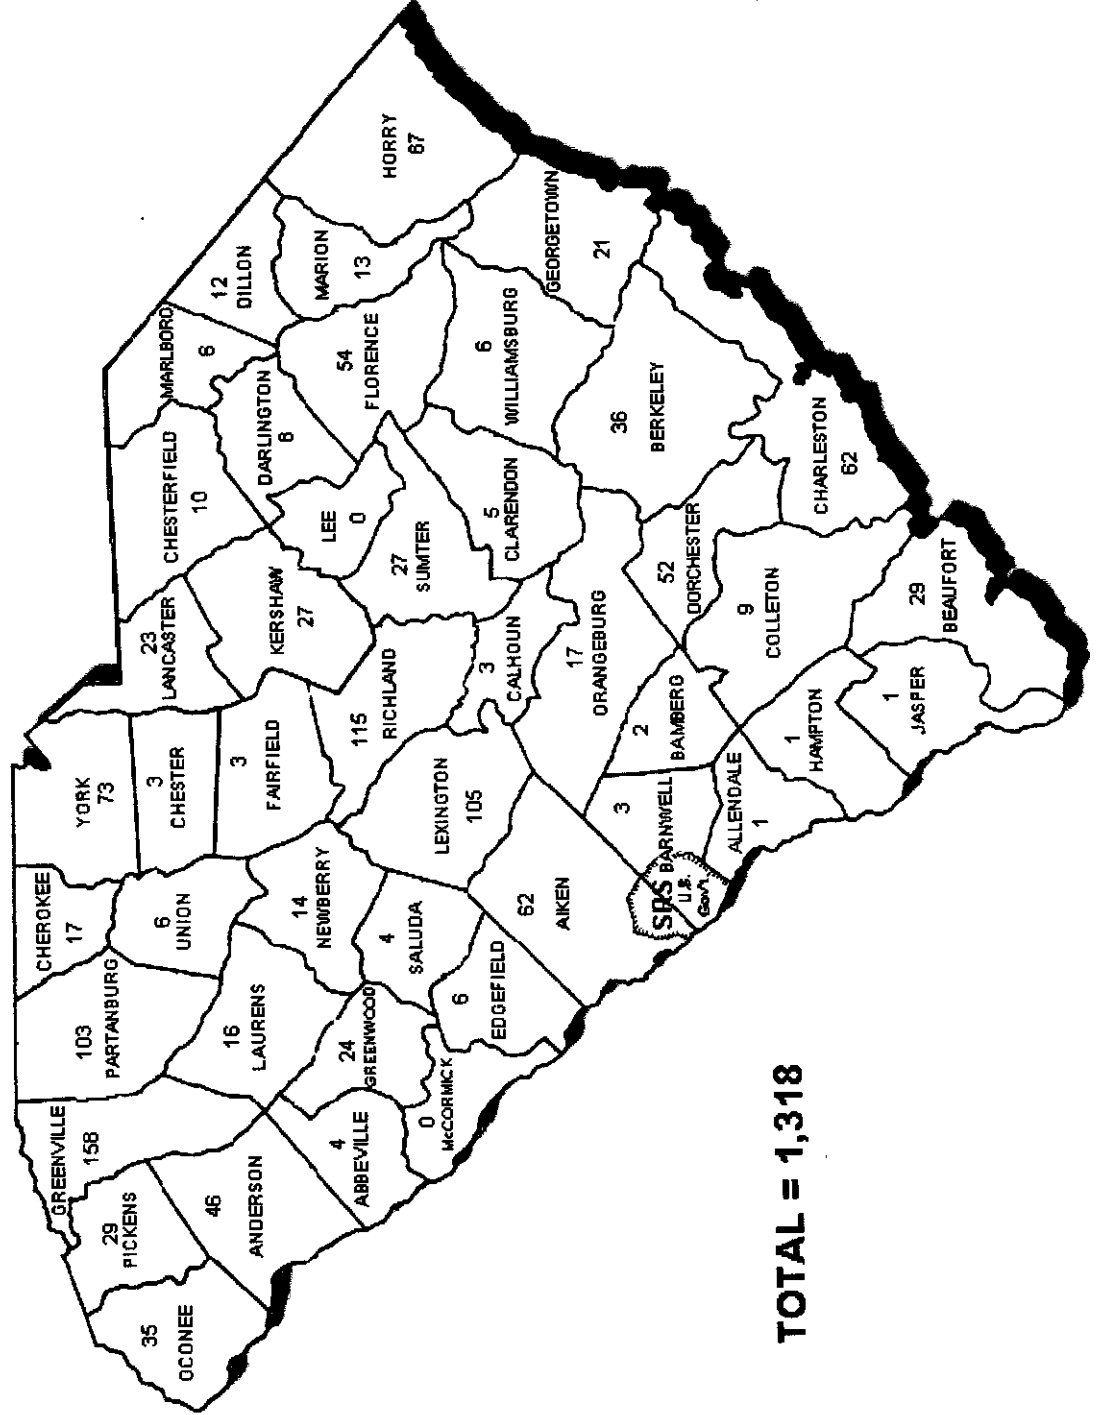 GREENVILLE
158
29
PICKENS
35
OCONEE
46
ANDERSON
103
PARTANBURG
CHEROKEE
17
YORK
73
3
CHESTER
6
UNION
16
LAURENS
4
ABBEVILLE
24
GREENWOOD
0
McCORMICK
14
NEWBERRY
4
SALUDA
6
EDGEFIELD
3
FAIRFIELD
23
LANCASTER
KERSHAW
27
CHESTERFIELD
10
MARLBORO
6
12
DILLON
DARLINGTON
8
MARION
13
HORRY
67
54
FLORENCE
LEE
0
27
SUMTER
115
RICHLAND
LEXINGTON
105
62
AIKEN
3
CALHOUN
5
CLARENDON
6
WILLIAMSBURG
GEORGETOWN
21
17
ORANGEBURG
36
BERKELEY
52
DORCHESTER
2
BAMBERG
3
BARNWELL
SRS
U.S.
Gov't.
ALLENDALE
1
9
COLLETON
CHARLESTON
62
1
HAMPTON
1
JASPER
29
BEAUFORT
TOTAL = 1,318